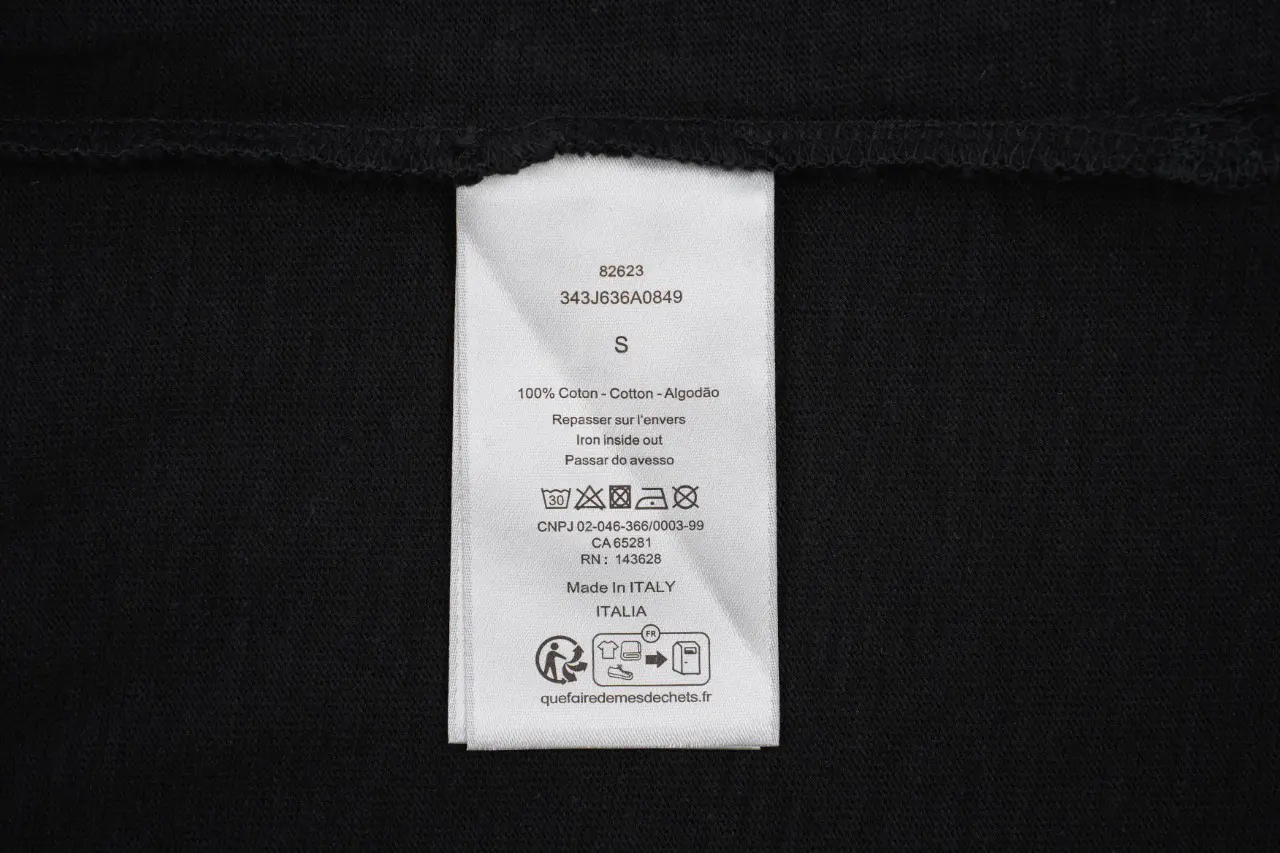 82623
343J636A0849
S
100% Coton - Cotton - Algodão
Repasser sur l'envers
Iron inside out
Passar do avesso
30
CNPJ 02-046-366/0003-99
CA 65281
RN : 143628
Made In ITALY
ITALIA
FR
quefairedemesdechets.fr